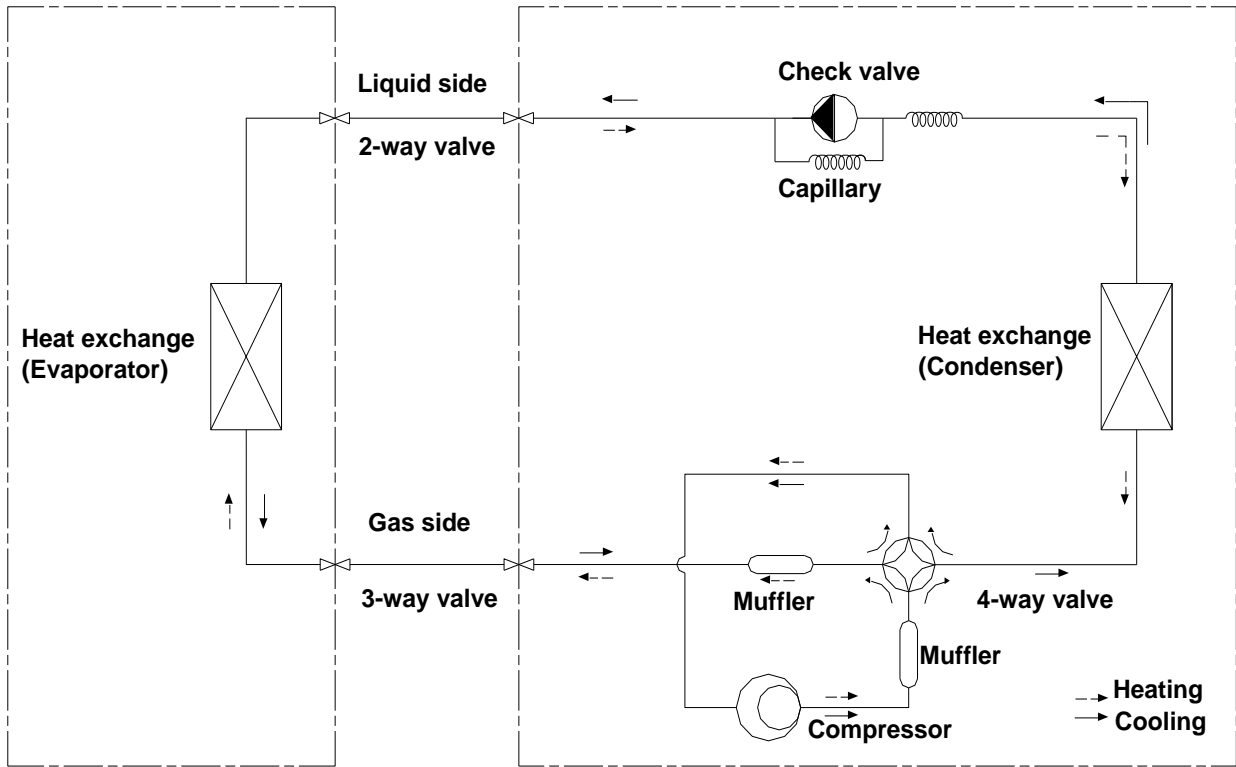 Check valve
Liquid side
2-way valve
Capillary
Heat exchange
(Evaporator)
Heat exchange
(Condenser)
Gas side
3-way valve
Muffler
4-way valve
Muffler
Compressor
Heating
Cooling